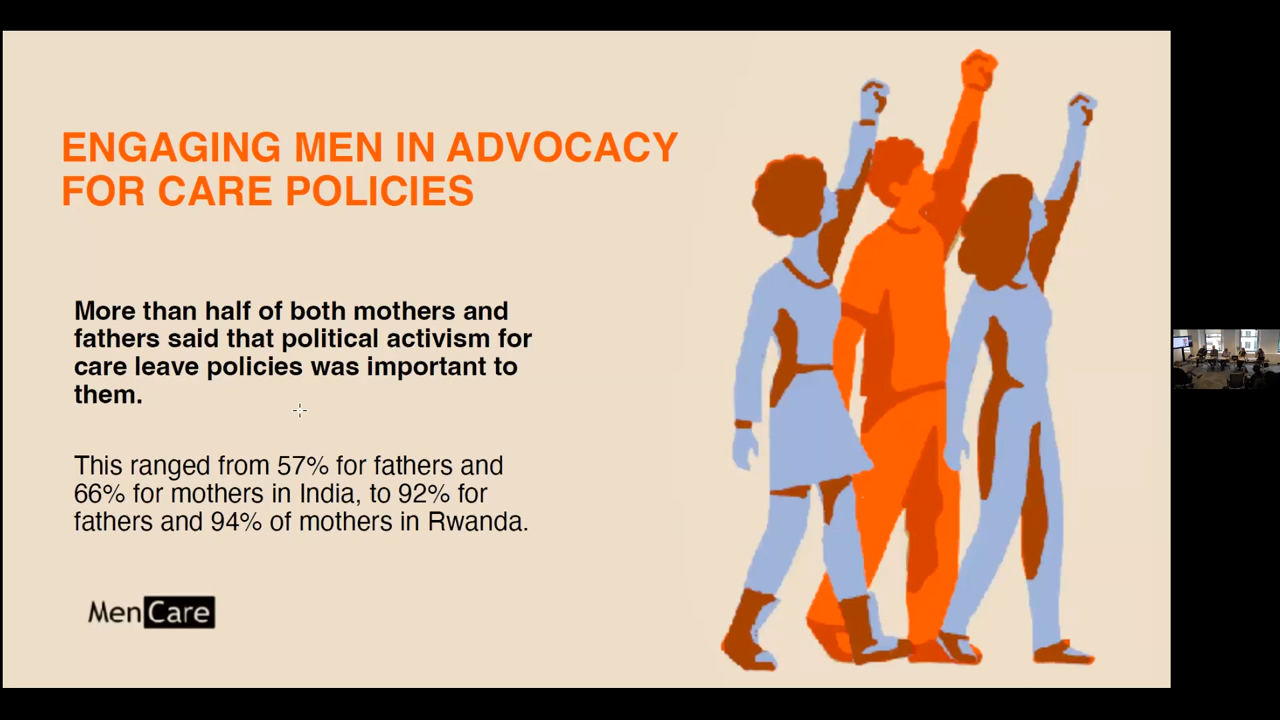 ENGAGING MEN IN ADVOCACY
FOR CARE POLICIES
More than half of both mothers and
fathers said that political activism for
care leave policies was important to
them.
This ranged from 57% for fathers and
66% for mothers in India, to 92% for
fathers and 94% of mothers in Rwanda.
MenCare